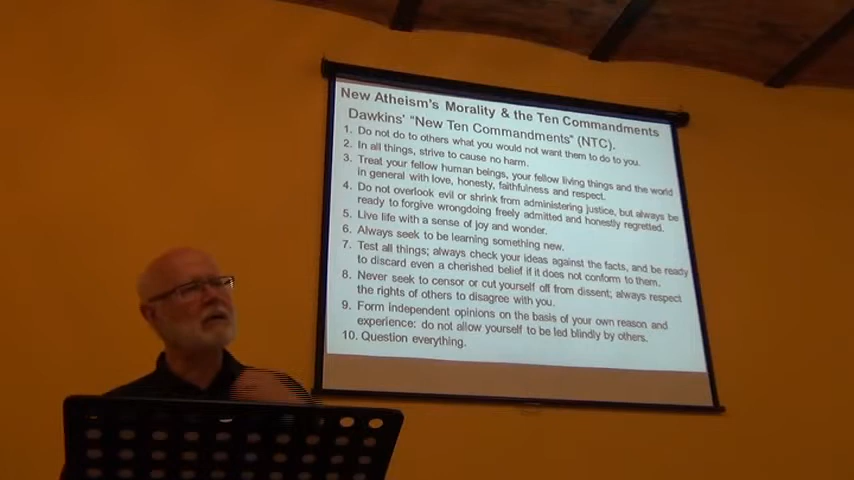 New Atheism's Morality & the Ten Commandments
Dawkins' "New Ten Commandments" (NTC).
1. Do not do to others what you would not want them to do to you.
2. In all things, strive to cause no harm.
3. Treat your fellow human beings, your fellow living things and the world
in general with love, honesty, faithfulness and respect.
4. Do not overlook evil or shrink from administering justice, but always be
ready to forgive wrongdoing freely admitted and honestly regretted.
5. Live life with a sense of joy and wonder.
6. Always seek to be learning something new.
7. Test all things; always check your ideas against the facts, and be ready
to discard even a cherished belief if it does not conform to them.
8. Never seek to censor or cut yourself off from dissent; always respect
the rights of others to disagree with you.
9. Form independent opinions on the basis of your own reason and
experience: do not allow yourself to be led blindly by others.
10. Question everything.